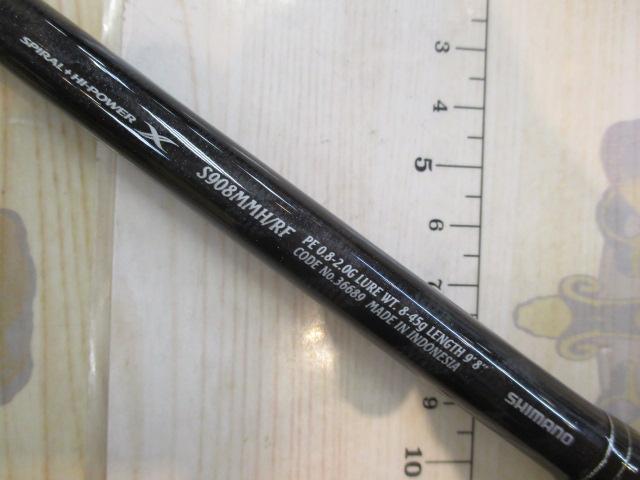 SPIRAL+HI-POWER X
S908MMH/RF
PE 0.8-2.0G LURE WT. 8-45g LENGTH 9'8"
CODE No.36689 MADE IN INDONESIA
SHIMANO
3
4
5
6
7
9
10